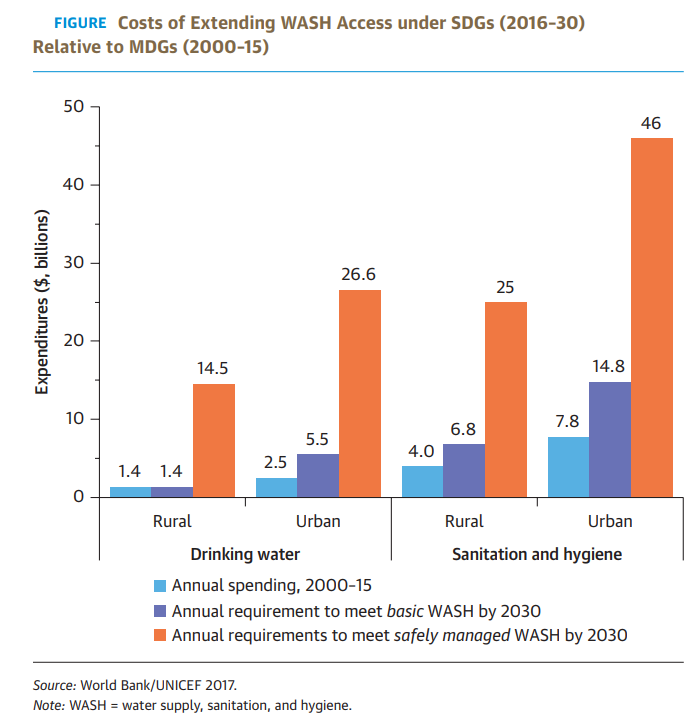 FIGURE Costs of Extending WASH Access under SDGs (2016–30)
Relative to MDGs (2000–15)
Expenditures ($, billions)
50
40
30
20
10
0
1.4
1.4
14.5
2.5
5.5
26.6
4.0
6.8
25
7.8
14.8
46
Rural
Urban
Rural
Urban
Drinking water
Sanitation and hygiene
Annual spending, 2000–15
Annual requirement to meet basic WASH by 2030
Annual requirements to meet safely managed WASH by 2030
Source: World Bank/UNICEF 2017.
Note: WASH = water supply, sanitation, and hygiene.